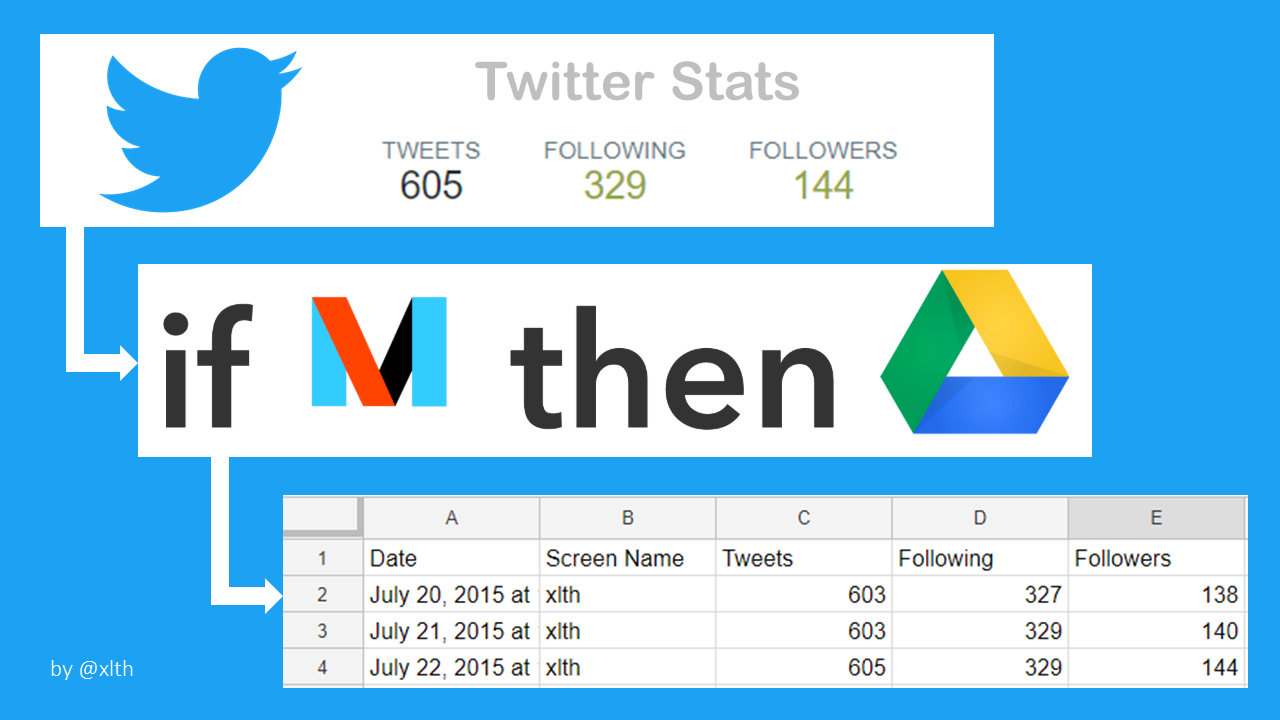 Twitter Stats
TWEETS FOLLOWING FOLLOWERS
605 329 144
if then
A B C D E
1 Date Screen Name Tweets Following Followers
2 July 20, 2015 at xlth 603 327 138
3 July 21, 2015 at xlth 603 329 140
4 July 22, 2015 at xlth 605 329 144
by @xlth